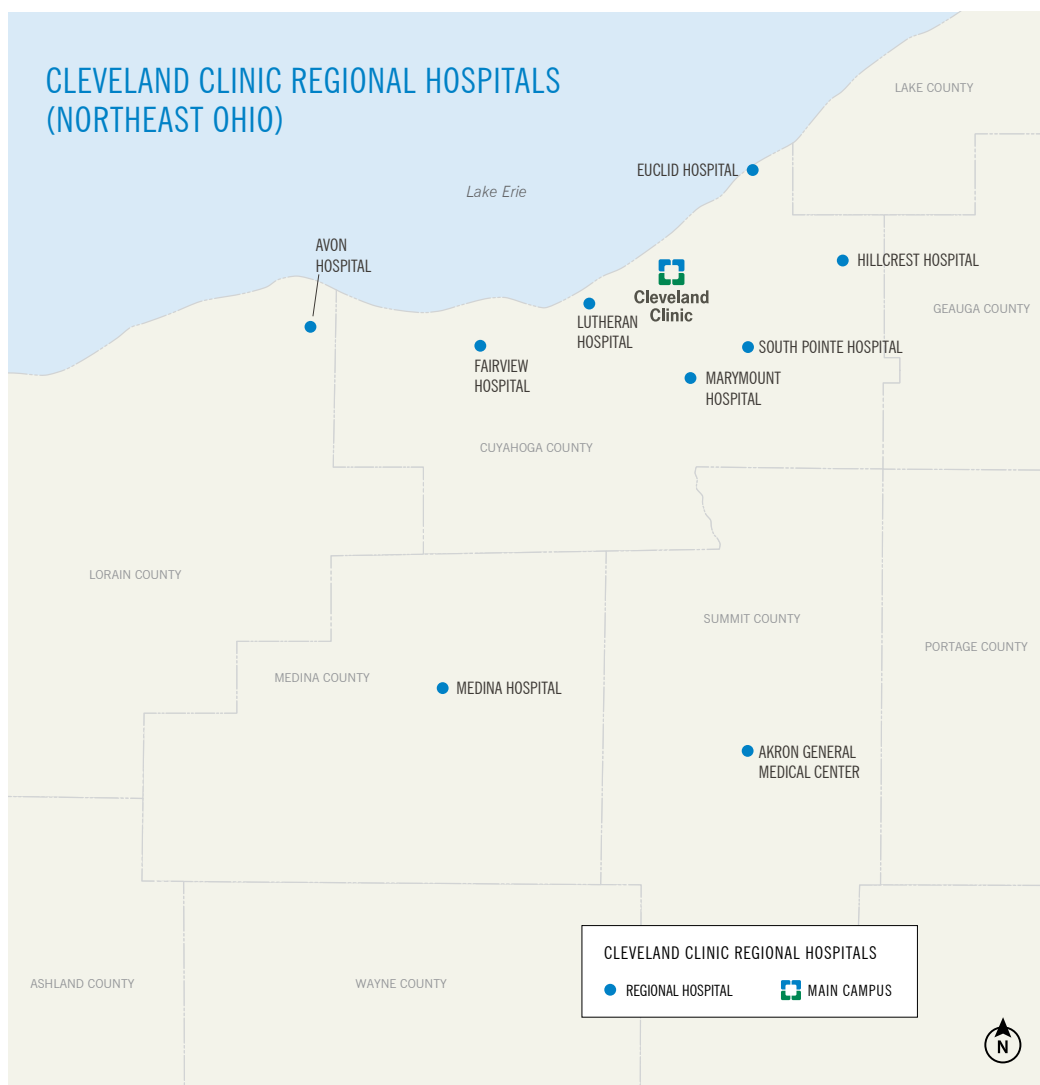 CLEVELAND CLINIC REGIONAL HOSPITALS
(NORTHEAST OHIO)
LAKE COUNTY
EUCLID HOSPITAL
Lake Erie
AVON
HOSPITAL
HILLCREST HOSPITAL
Cleveland
Clinic
GEAUGA COUNTY
LUTHERAN
HOSPITAL
SOUTH POINTE HOSPITAL
FAIRVIEW
HOSPITAL
MARYMOUNT
HOSPITAL
CUYAHOGA COUNTY
LORAIN COUNTY
SUMMIT COUNTY
PORTAGE COUNTY
MEDINA COUNTY
MEDINA HOSPITAL
AKRON GENERAL
MEDICAL CENTER
ASHLAND COUNTY
WAYNE COUNTY
CLEVELAND CLINIC REGIONAL HOSPITALS
REGIONAL HOSPITAL
MAIN CAMPUS
N